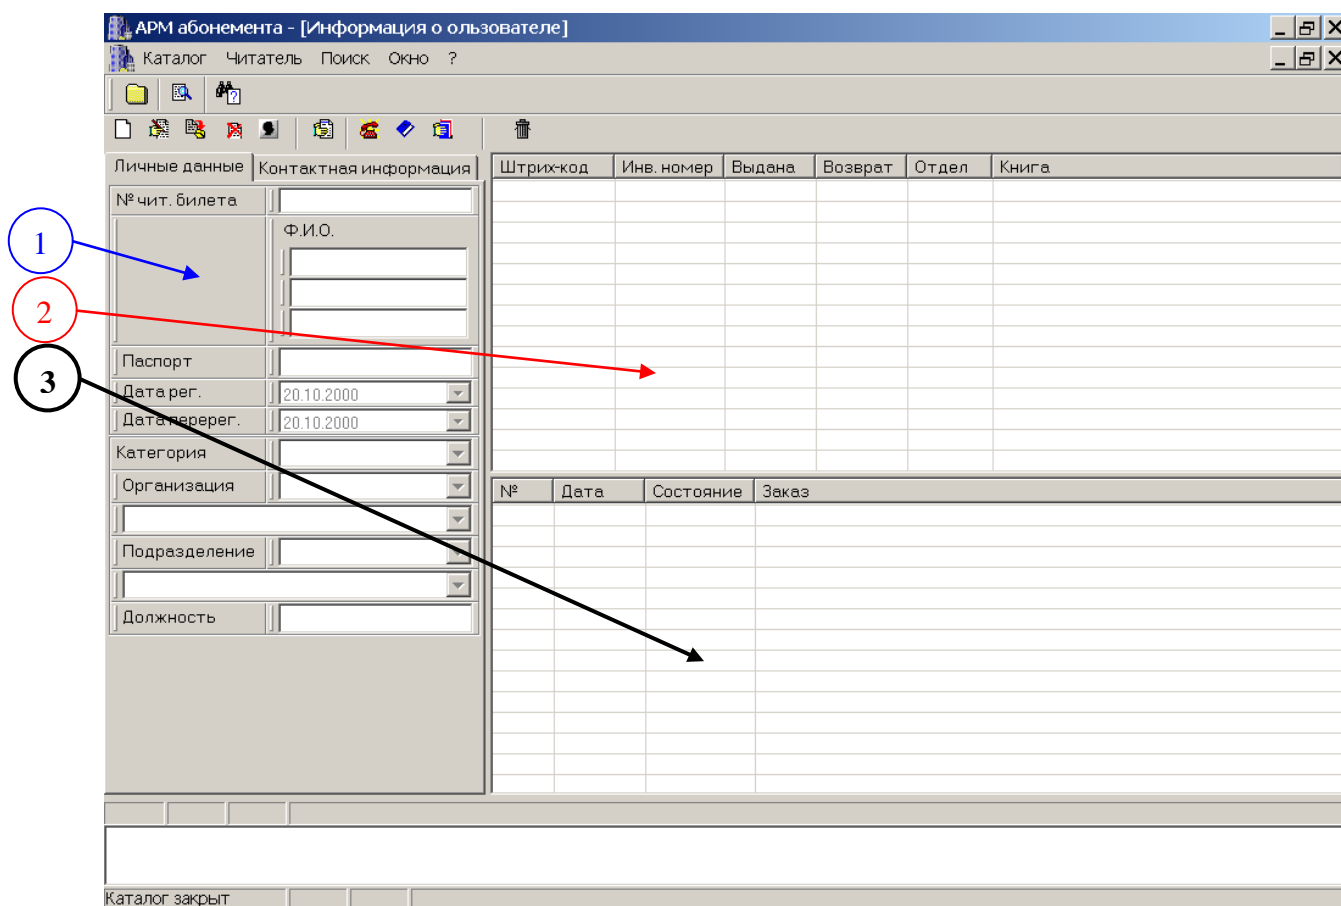 АРМ абонемента - [Информация о ользователе]
Каталог Читатель Поиск Окно ?
Личные данные Контактная информация
Штрих-код Инв. номер Выдана Возврат Отдел Книга
№ чит. билета
Ф.И.О.
1
2
3
Паспорт
Дата рег. 20.10.2000
Дата перерег. 20.10.2000
Категория
Организация
№ Дата Состояние Заказ
Подразделение
Должность
Каталог закрыт